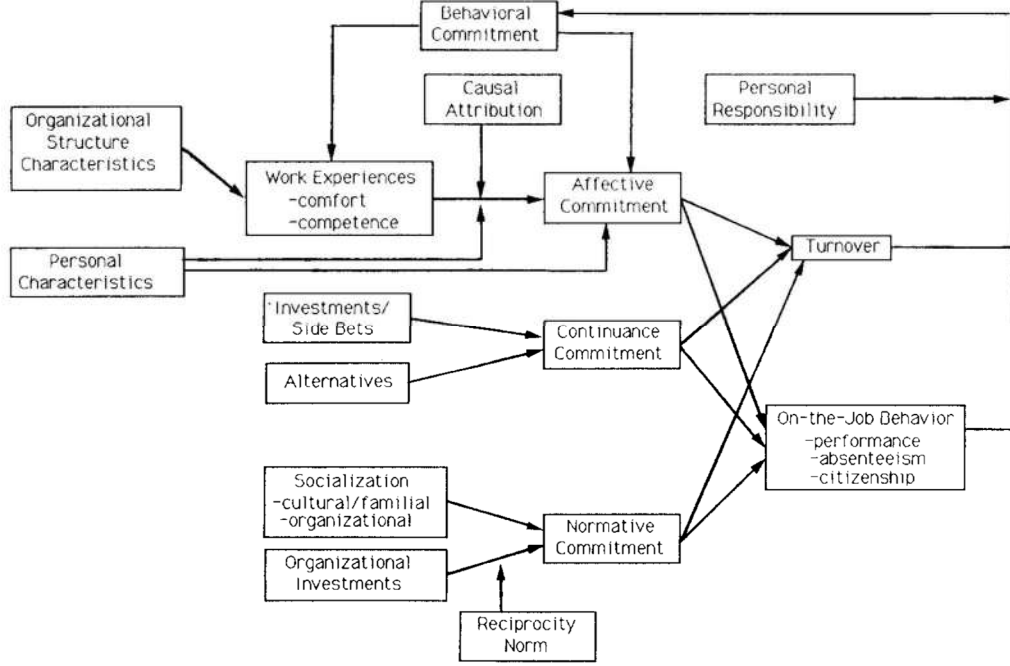 Behavioral
Commitment
Causal
Attribution
Personal
Responsibility
Organizational
Structure
Characteristics
Work Experiences
-comfort
-competence
Affective
Commitment
Turnover
Personal
Characteristics
Investments/
Side Bets
Continuance
Commitment
Alternatives
On-the-Job Behavior
-performance
-absenteeism
-citizenship
Socialization
-cultural/familial
-organizational
Normative
Commitment
Organizational
Investments
Reciprocity
Norm